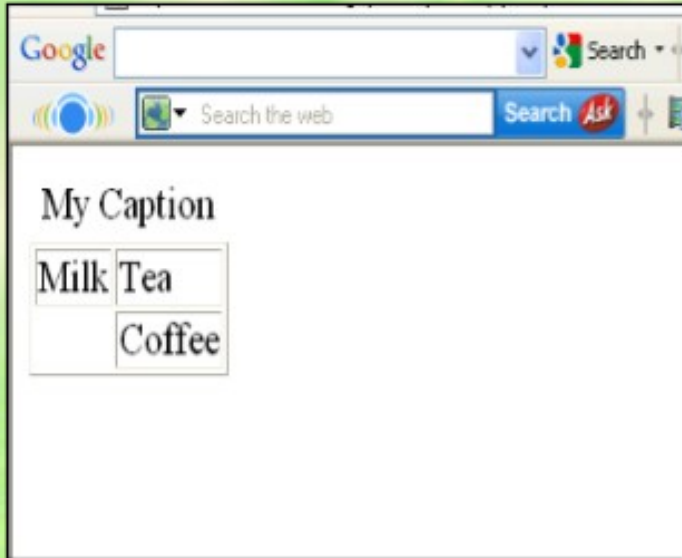 Google Search
Search the web Search Ask
My Caption
Milk Tea
Coffee